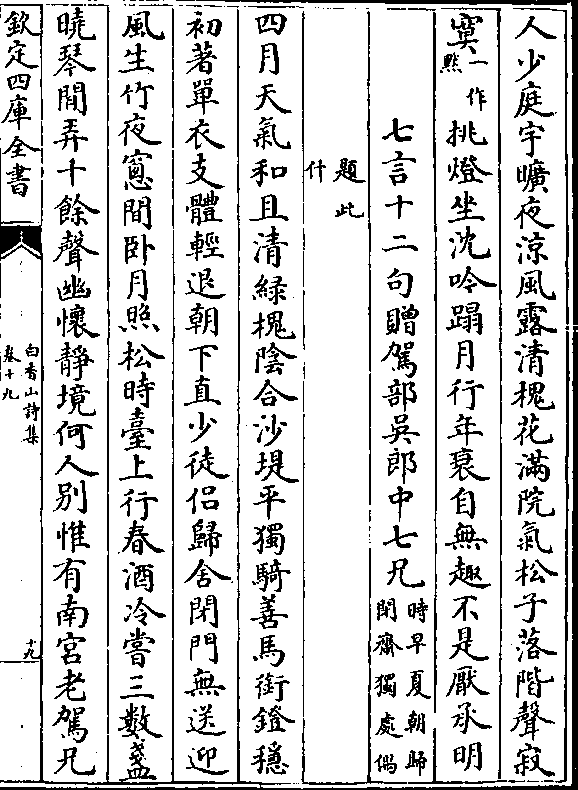 人少庭宇曠夜涼風露清槐花滿院氣松子落階聲寂
寞一作㸃挑燈坐沈吟蹋月行年衰自無趣不是厭承明
七言十二句贈駕部吳郎中七兄時早夏朝歸閉齋獨處偶
題此什
四月天氣和且清緑槐隂合沙堤平獨騎善馬銜鐙穩
初著單衣支體輕退朝下直少徒侣歸舍閉門無送迎
風生竹夜窻間卧月照松時臺上行春酒冷嘗三數盞
曉琴閒弄十餘聲幽懷靜境何人别惟有南宮老駕兄
欽定四庫全書
白香山詩集
卷十九
十九